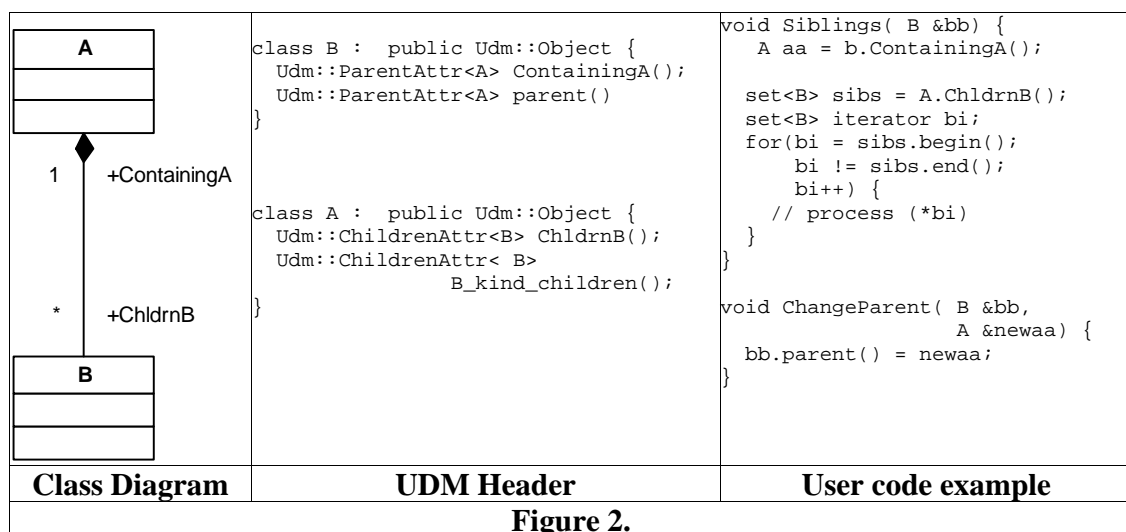 A
1
+ContainingA
*
+ChldrnB
B
class B :  public Udm::Object {
  Udm::ParentAttr<A> ContainingA();
  Udm::ParentAttr<A> parent()
}
class A :  public Udm::Object {
  Udm::ChildrenAttr<B> ChldrnB();
  Udm::ChildrenAttr< B>
              B_kind_children();
}
void Siblings( B &bb) {
   A aa = b.ContainingA();
  set<B> sibs = A.ChldrnB();
  set<B> iterator bi;
  for(bi = sibs.begin();
      bi != sibs.end();
      bi++) {
    // process (*bi)
  }
}
void ChangeParent( B &bb,
                   A &newaa) {
  bb.parent() = newaa;
}
Class Diagram
UDM Header
User code example
Figure 2.